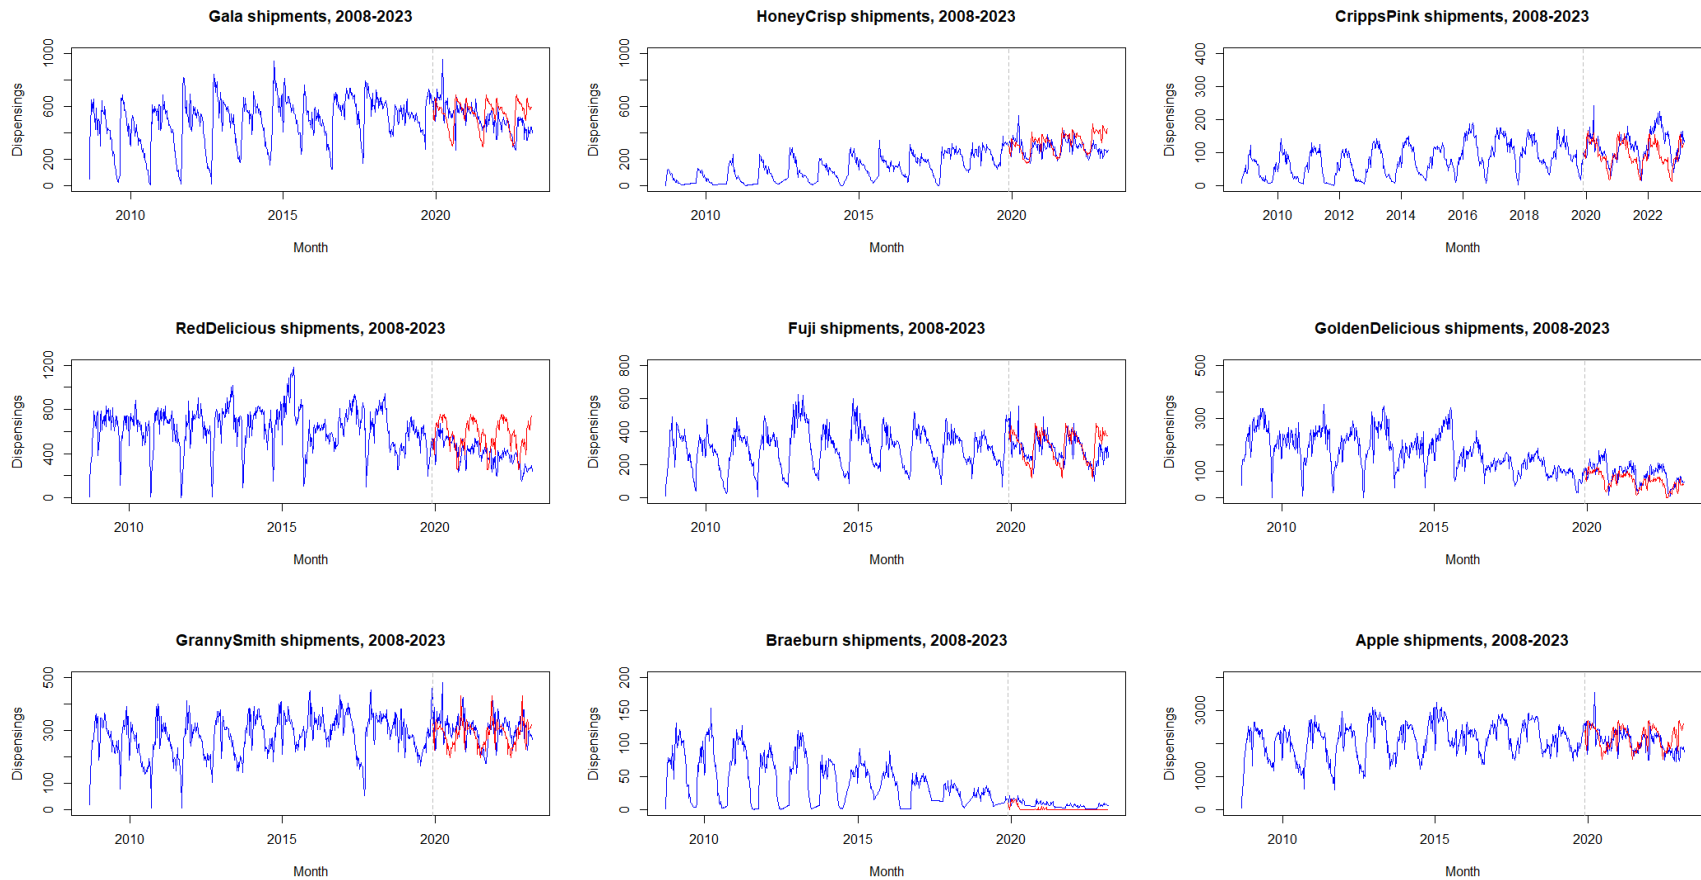 Gala shipments, 2008-2023
Dispensings
0 200 600 1000
2010 2015 2020
Month
HoneyCrisp shipments, 2008-2023
Dispensings
0 200 600 1000
2010 2015 2020
Month
CrippsPink shipments, 2008-2023
Dispensings
0 100 200 300 400
2010 2012 2014 2016 2018 2020 2022
Month
RedDelicious shipments, 2008-2023
Dispensings
0 400 800 1200
2010 2015 2020
Month
Fuji shipments, 2008-2023
Dispensings
0 200 400 600 800
2010 2015 2020
Month
GoldenDelicious shipments, 2008-2023
Dispensings
0 100 300 500
2010 2015 2020
Month
GrannySmith shipments, 2008-2023
Dispensings
0 100 300 500
2010 2015 2020
Month
Braeburn shipments, 2008-2023
Dispensings
0 50 100 150 200
2010 2015 2020
Month
Apple shipments, 2008-2023
Dispensings
0 1000 3000
2010 2015 2020
Month